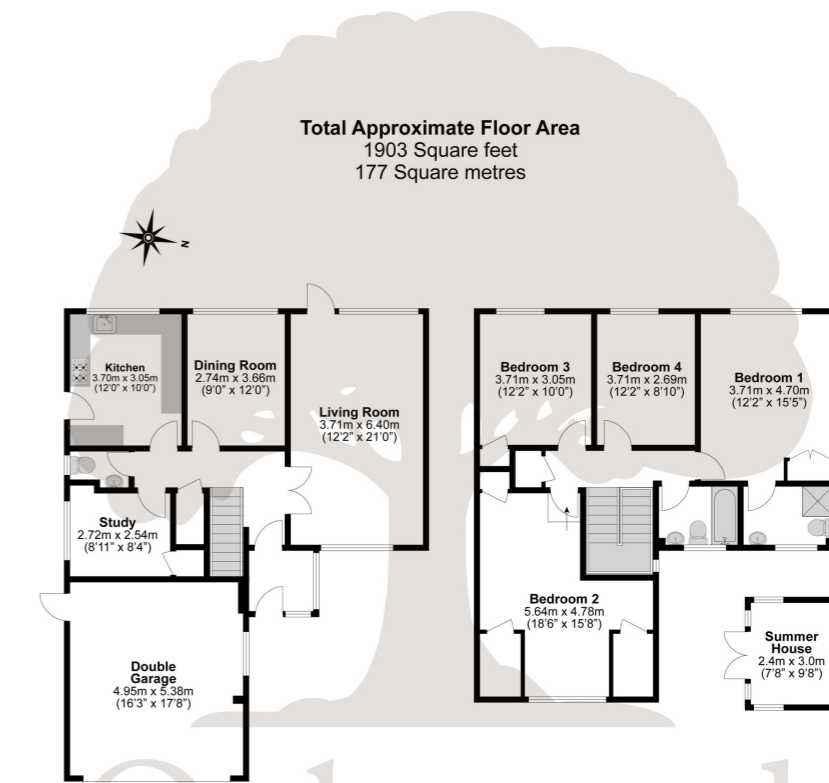 Total Approximate Floor Area
1903 Square feet
177 Square metres
N
Kitchen
3.70m x 3.05m
(12'0" x 10'0")
Dining Room
2.74m x 3.66m
(9'0" x 12'0")
Living Room
3.71m x 6.40m
(12'2" x 21'0")
Study
2.72m x 2.54m
(8'11" x 8'4")
Double
Garage
4.95m x 5.38m
(16'3" x 17'8")
Bedroom 3
3.71m x 3.05m
(12'2" x 10'0")
Bedroom 4
3.71m x 2.69m
(12'2" x 8'10")
Bedroom 1
3.71m x 4.70m
(12'2" x 15'5")
Bedroom 2
5.64m x 4.78m
(18'6" x 15'8")
Summer
House
2.4m x 3.0m
(7'8" x 9'8")